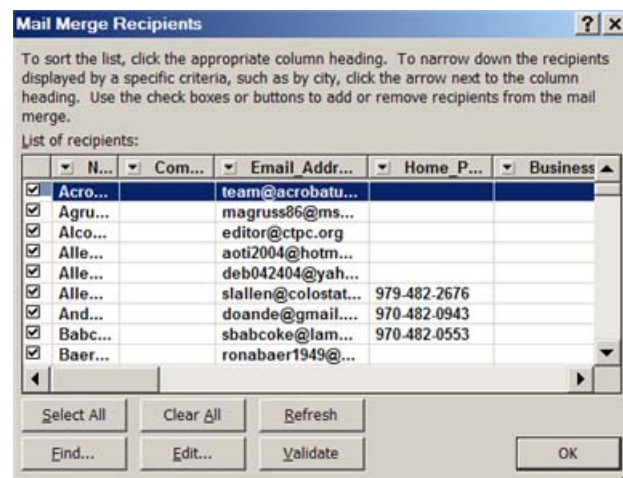 Mail Merge Recipients
To sort the list, click the appropriate column heading. To narrow down the recipients
displayed by a specific criteria, such as by city, click the arrow next to the column
heading. Use the check boxes or buttons to add or remove recipients from the mail
merge.
List of recipients:
N... Com... Email_Addr... Home_P... Business
Acro... team@acrobatu...
Agru... magruss86@ms...
Alco... editor@ctpc.org
Alle... aoti2004@hotm...
Alle... deb042404@yah...
Alle... slallen@colostat... 979-482-2676
And... doande@gmail.... 970-482-0943
Babc... sbabcoke@lam... 970-482-0553
Baer... ronabaer1949@...
Select All Clear All Refresh
Find... Edit... Validate OK